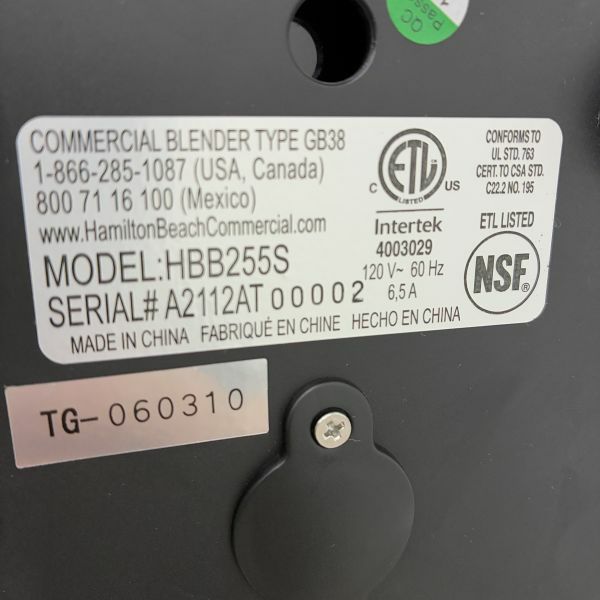 QC
Passed
COMMERCIAL BLENDER TYPE GB38
1-866-285-1087 (USA, Canada)
800 71 16 100 (Mexico)
www.HamiltonBeachCommercial.com
MODEL:HBB255S
SERIAL# A2112AT 00002
MADE IN CHINA FABRIQUÉ EN CHINE HECHO EN CHINA
C ETL US
LISTED
Intertek
4003029
120 V~ 60 Hz
6,5 A
CONFORMS TO
UL STD. 763
CERT. TO CSA STD.
C22.2 NO. 195
ETL LISTED
NSF
TG-060310